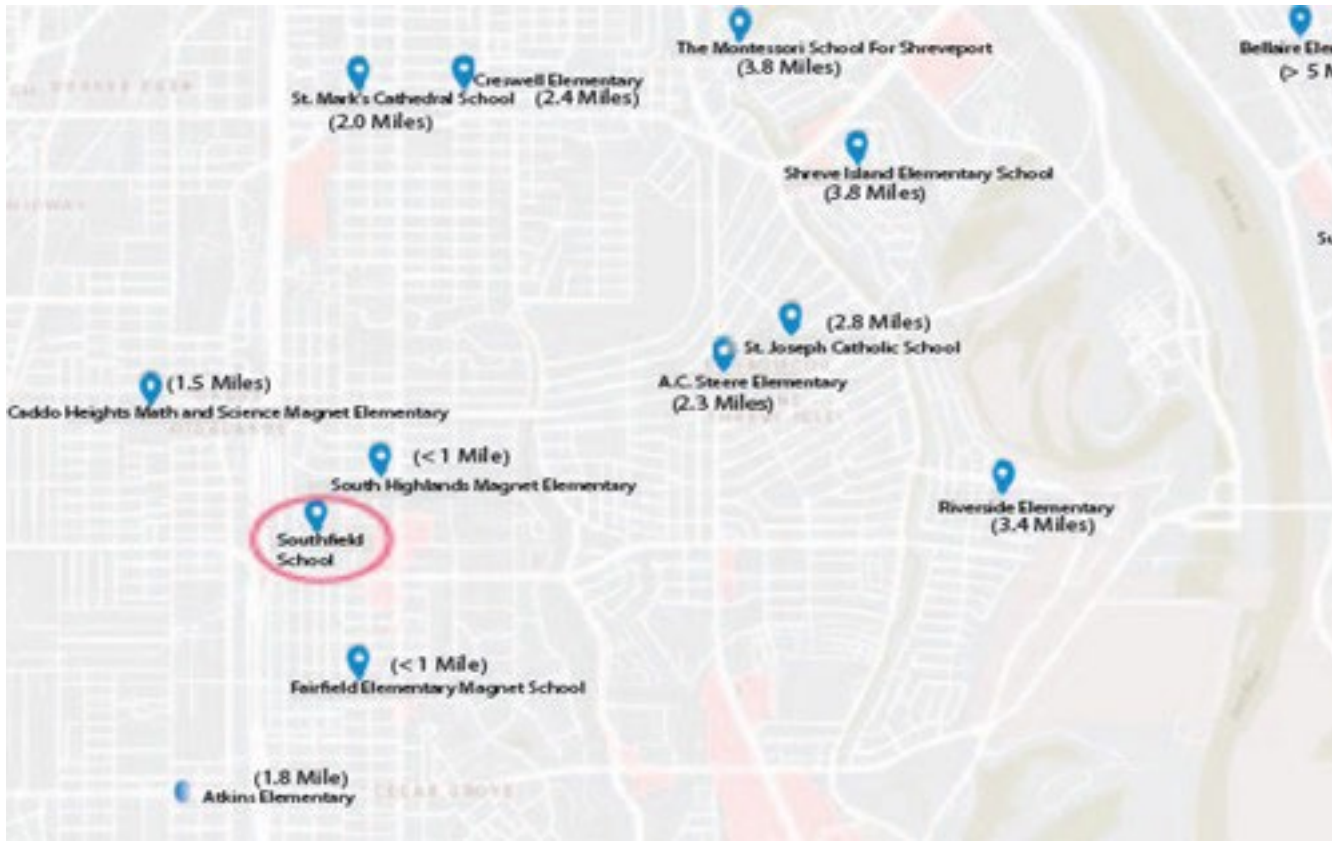 The Montessori School For Shreveport
(3.8 Miles)
Bellaire
(> 5
Creswell Elementary
(2.4 Miles)
St. Mark's Cathedral School
(2.0 Miles)
Shreve Island Elementary School
(3.8 Miles)
(2.8 Miles)
St. Joseph Catholic School
A.C. Steere Elementary
(2.3 Miles)
(1.5 Miles)
Caddo Heights Math and Science Magnet Elementary
(< 1 Mile)
South Highlands Magnet Elementary
Riverside Elementary
(3.4 Miles)
Southfield
School
(< 1 Mile)
Fairfield Elementary Magnet School
(1.8 Mile)
Atkins Elementary
CEDAR GROVE